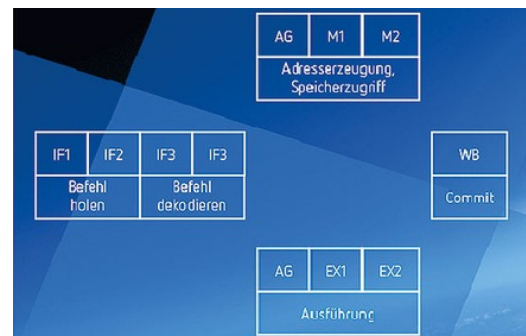 AG M1 M2
Adresserzeugung,
Speicherzugriff
IF1 IF2 IF3 IF3
Befehl
holen
Befehl
dekodieren
WB
Commit
AG EX1 EX2
Ausführung